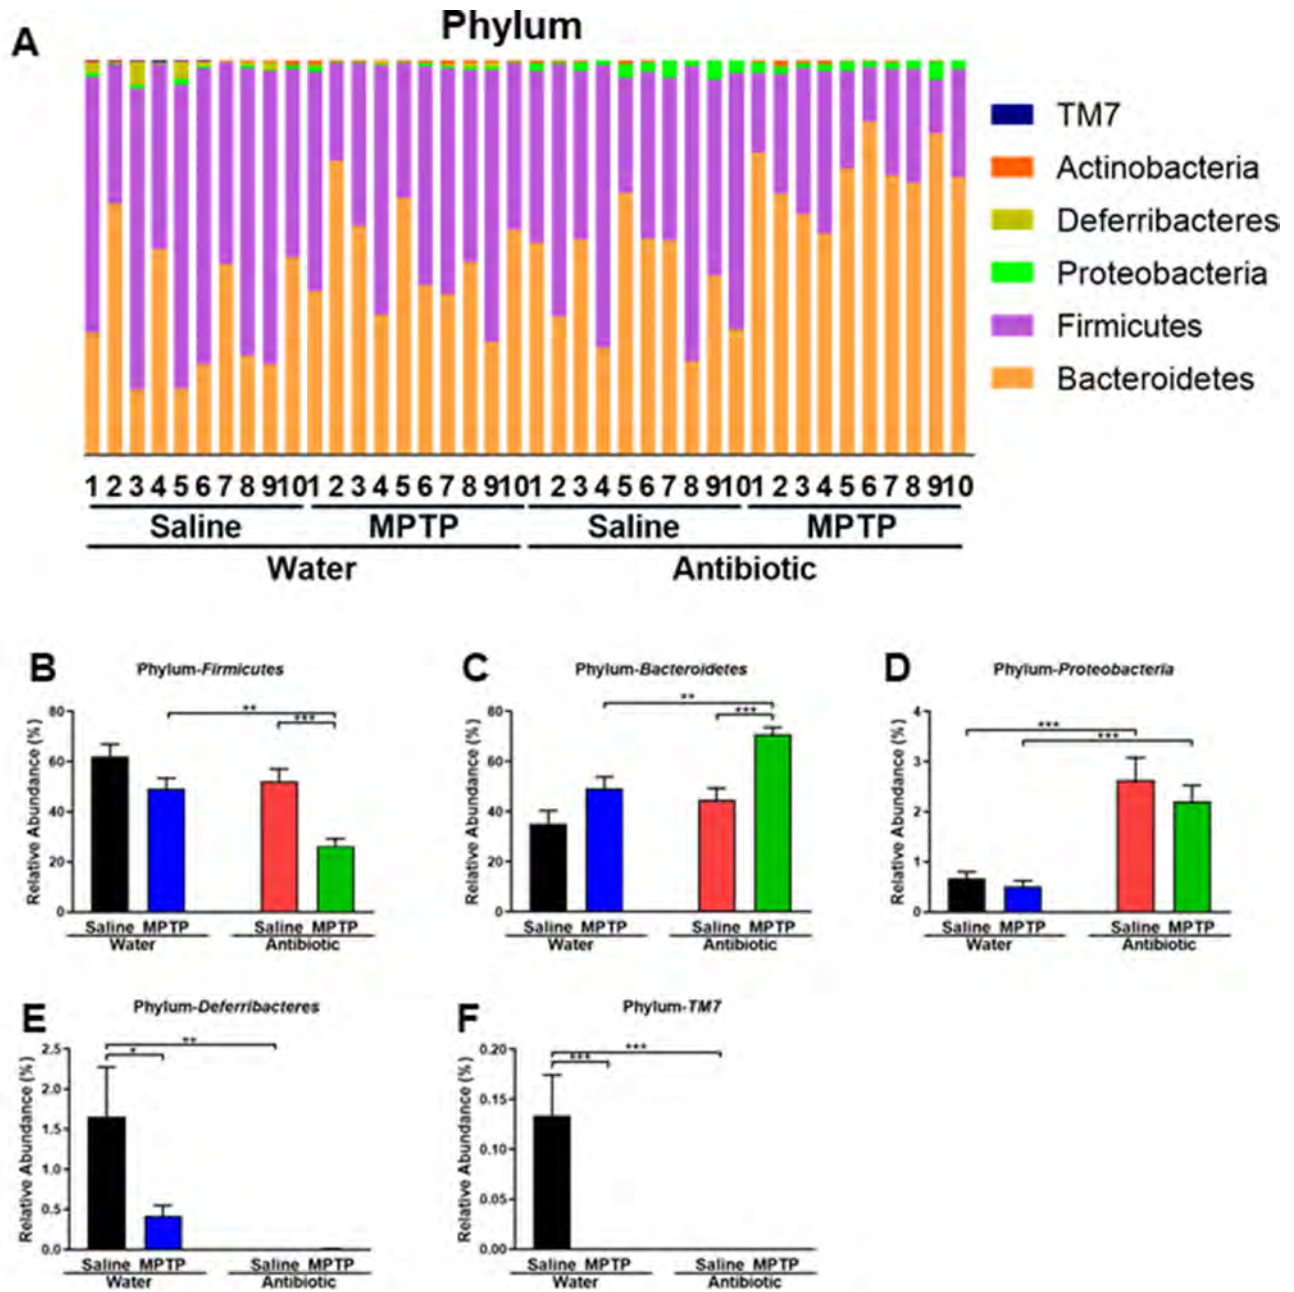 A
Phylum
TM7
Actinobacteria
Deferribacteres
Proteobacteria
Firmicutes
Bacteroidetes
1 2 3 4 5 6 7 8 9 10 1 2 3 4 5 6 7 8 9 10 1 2 3 4 5 6 7 8 9 10 1 2 3 4 5 6 7 8 9 10
Saline MPTP Saline MPTP
Water Antibiotic
B
Phylum-Firmicutes
Relative Abundance (%)
80
60
40
20
0
**
***
Saline MPTP Saline MPTP
Water Antibiotic
C
Phylum-Bacteroidetes
Relative Abundance (%)
80
60
40
20
0
**
***
Saline MPTP Saline MPTP
Water Antibiotic
D
Phylum-Proteobacteria
Relative Abundance (%)
4
3
2
1
0
***
***
Saline MPTP Saline MPTP
Water Antibiotic
E
Phylum-Deferribacteres
Relative Abundance (%)
2.5
2.0
1.5
1.0
0.5
0.0
**
*
Saline MPTP Saline MPTP
Water Antibiotic
F
Phylum-TM7
Relative Abundance (%)
0.20
0.15
0.10
0.05
0.00
***
***
Saline MPTP Saline MPTP
Water Antibiotic